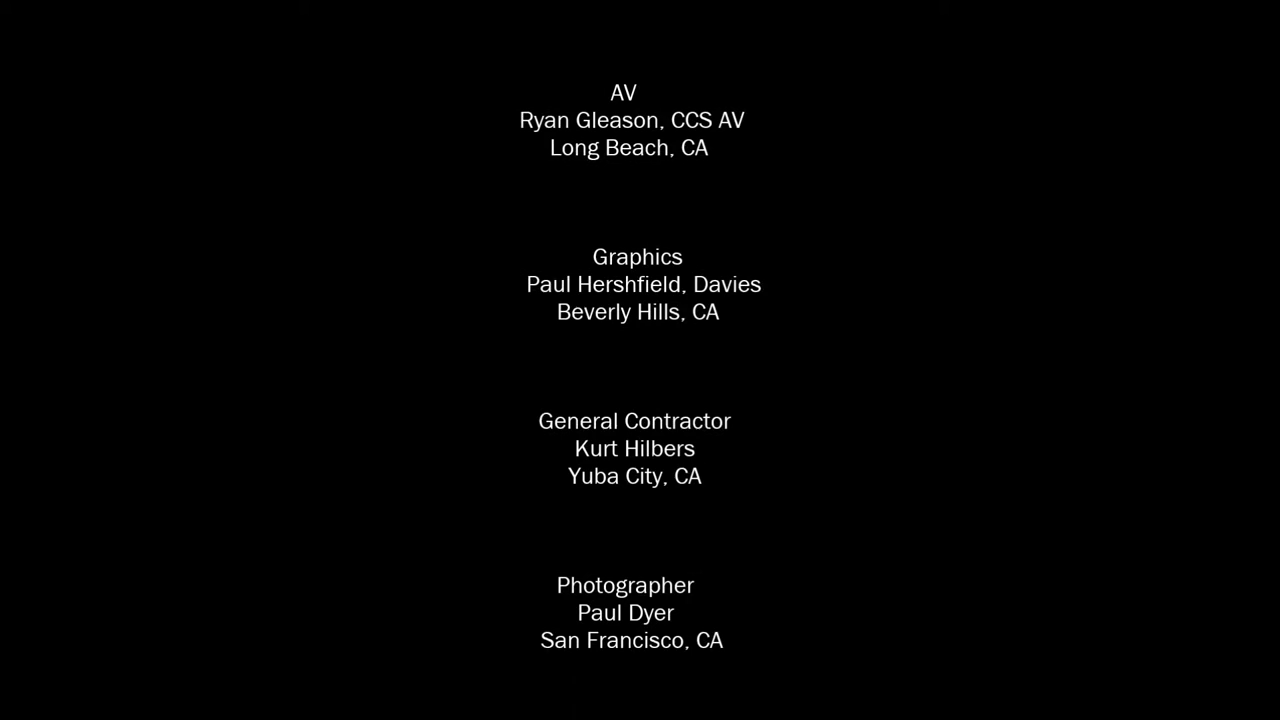 AV
Ryan Gleason, CCS AV
Long Beach, CA
Graphics
Paul Hershfield, Davies
Beverly Hills, CA
General Contractor
Kurt Hilbers
Yuba City, CA
Photographer
Paul Dyer
San Francisco, CA